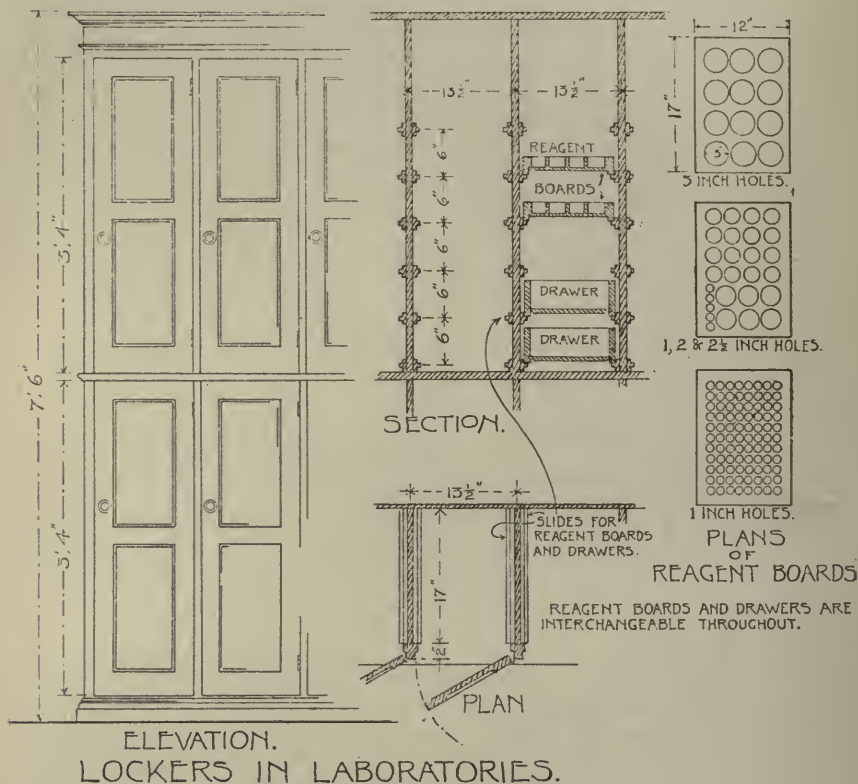 7'.6"
3'.4"
3'.4"
ELEVATION.
13½"
13½"
6"
6"
6"
6"
6"
REAGENT
BOARDS
DRAWER
DRAWER
SECTION.
13½"
17"
2"
SLIDES FOR
REAGENT BOARDS
AND DRAWERS.
PLAN
12"
17"
3"
3 INCH HOLES.
1, 2 & 2½ INCH HOLES.
1 INCH HOLES.
PLANS
OF
REAGENT BOARDS
REAGENT BOARDS AND DRAWERS ARE
INTERCHANGEABLE THROUGHOUT.
LOCKERS IN LABORATORIES.